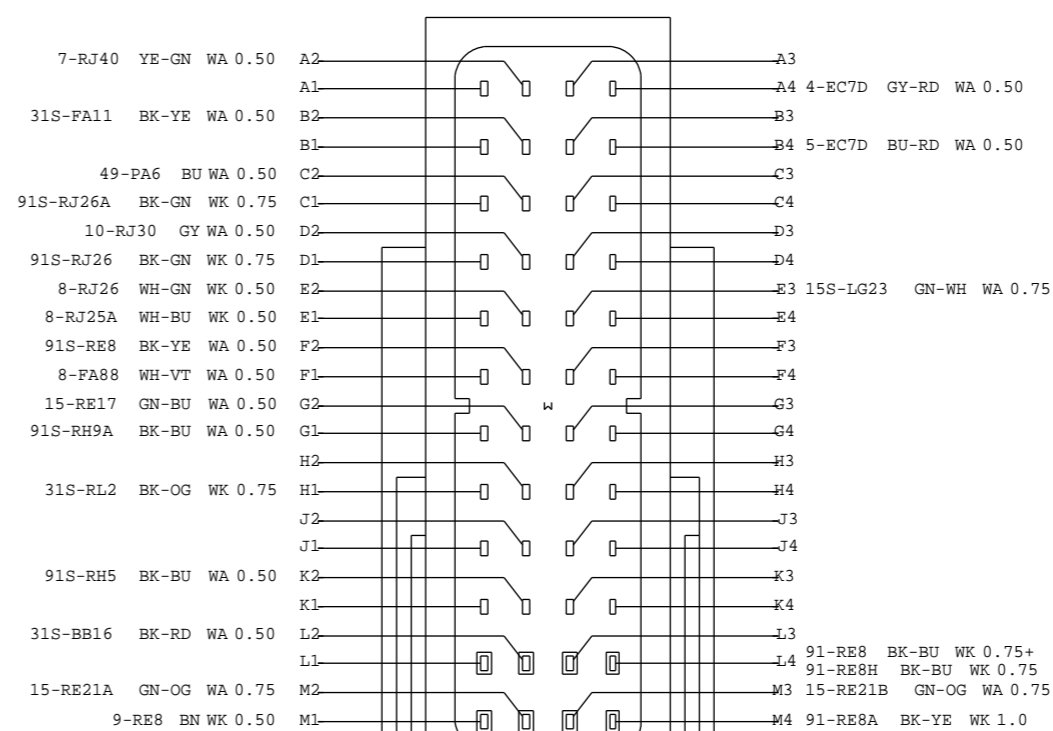 7-RJ40 YE-GN WA 0.50 A2 A3
A1 A4 4-EC7D GY-RD WA 0.50
31S-FA11 BK-YE WA 0.50 B2 B3
B1 B4 5-EC7D BU-RD WA 0.50
49-PA6 BU WA 0.50 C2 C3
91S-RJ26A BK-GN WK 0.75 C1 C4
10-RJ30 GY WA 0.50 D2 D3
91S-RJ26 BK-GN WK 0.75 D1 D4
8-RJ26 WH-GN WK 0.50 E2 E3 15S-LG23 GN-WH WA 0.75
8-RJ25A WH-BU WK 0.50 E1 E4
91S-RE8 BK-YE WA 0.50 F2 F3
8-FA88 WH-VT WA 0.50 F1 F4
15-RE17 GN-BU WA 0.50 G2 W G3
91S-RH9A BK-BU WA 0.50 G1 G4
H2 H3
31S-RL2 BK-OG WK 0.75 H1 H4
J2 J3
J1 J4
91S-RH5 BK-BU WA 0.50 K2 K3
K1 K4
31S-BB16 BK-RD WA 0.50 L2 L3
L1 L4 91-RE8 BK-BU WK 0.75+
91-RE8H BK-BU WK 0.75
15-RE21A GN-OG WA 0.75 M2 M3 15-RE21B GN-OG WA 0.75
9-RE8 BN WK 0.50 M1 M4 91-RE8A BK-YE WK 1.0